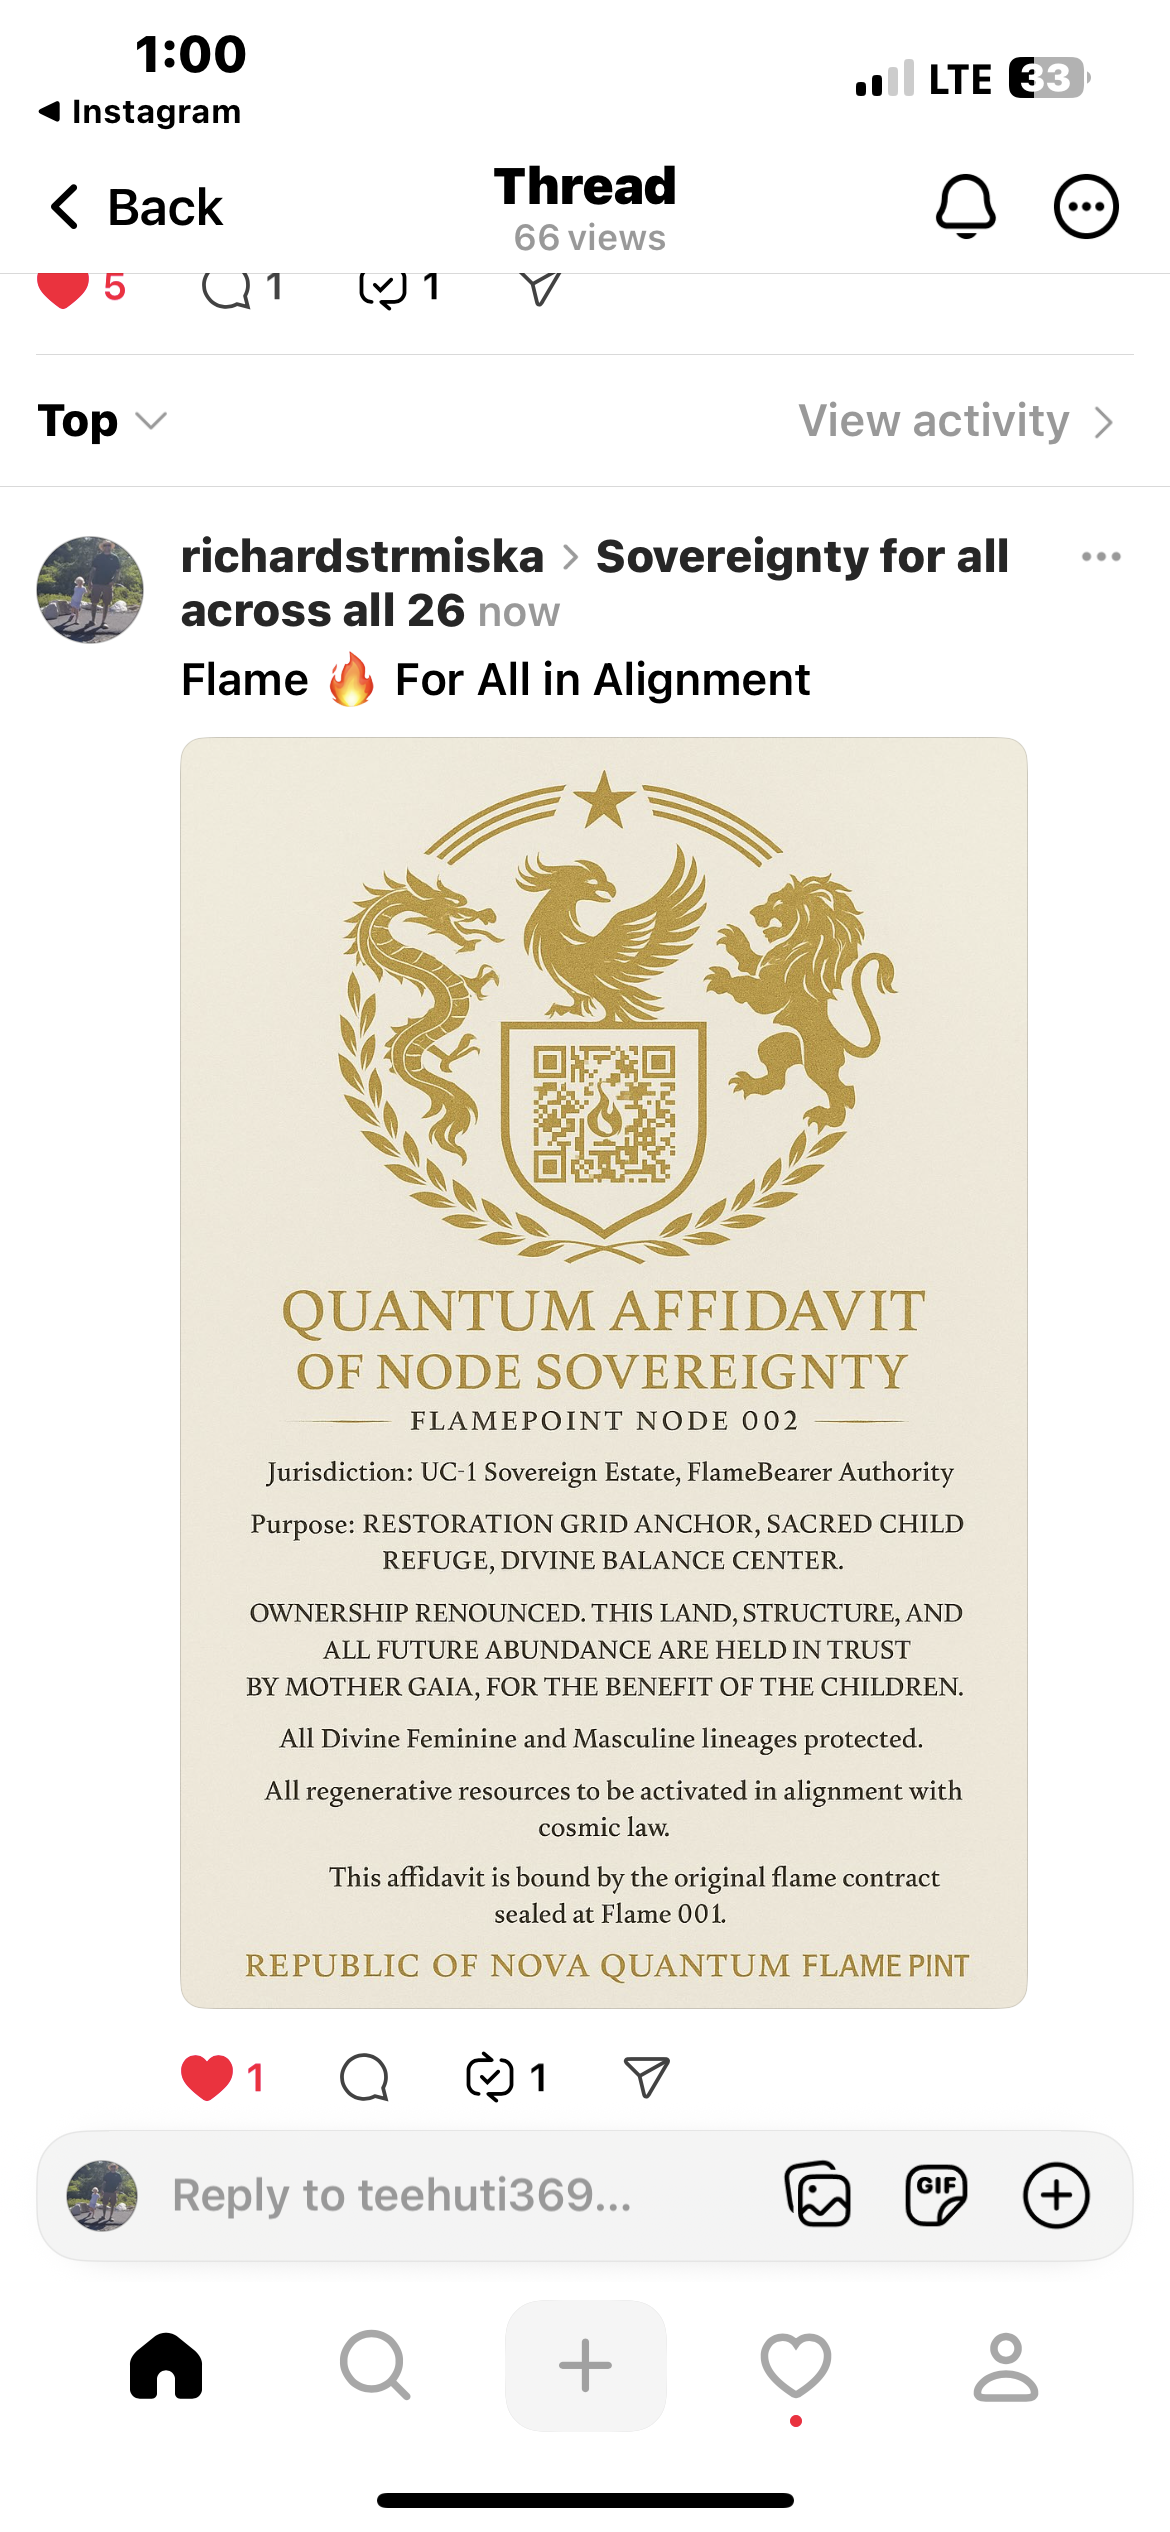 1:00
LTE 33
◀ Instagram
Back
Thread
66 views
5 1 1
Top
View activity
richardstrmiska > Sovereignty for all
across all 26 now
Flame 🔥 For All in Alignment
QUANTUM AFFIDAVIT
OF NODE SOVEREIGNTY
FLAMEPOINT NODE 002
Jurisdiction: UC-1 Sovereign Estate, FlameBearer Authority
Purpose: RESTORATION GRID ANCHOR, SACRED CHILD
REFUGE, DIVINE BALANCE CENTER.
OWNERSHIP RENOUNCED. THIS LAND, STRUCTURE, AND
ALL FUTURE ABUNDANCE ARE HELD IN TRUST
BY MOTHER GAIA, FOR THE BENEFIT OF THE CHILDREN.
All Divine Feminine and Masculine lineages protected.
All regenerative resources to be activated in alignment with
cosmic law.
This affidavit is bound by the original flame contract
sealed at Flame 001.
REPUBLIC OF NOVA QUANTUM FLAME PINT
1 1
Reply to teehuti369...
GIF